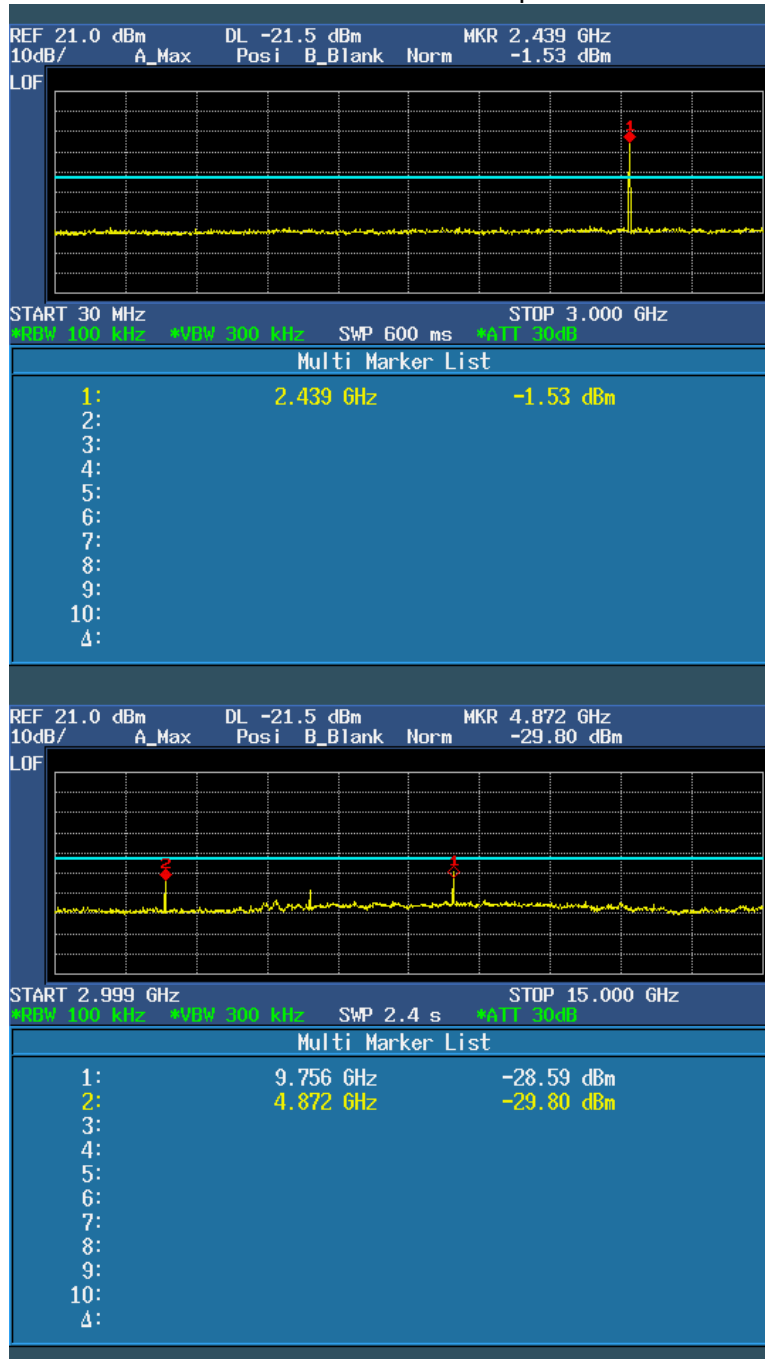 REF 21.0 dBm DL -21.5 dBm MKR 2.439 GHz
10dB/ A_Max Posi B_Blank Norm -1.53 dBm
LOF
1
START 30 MHz STOP 3.000 GHz
*RBW 100 kHz *VBW 300 kHz SWP 600 ms *ATT 30dB
Multi Marker List
1: 2.439 GHz -1.53 dBm
2:
3:
4:
5:
6:
7:
8:
9:
10:
Δ:
REF 21.0 dBm DL -21.5 dBm MKR 4.872 GHz
10dB/ A_Max Posi B_Blank Norm -29.80 dBm
LOF
2 1
START 2.999 GHz STOP 15.000 GHz
*RBW 100 kHz *VBW 300 kHz SWP 2.4 s *ATT 30dB
Multi Marker List
1: 9.756 GHz -28.59 dBm
2: 4.872 GHz -29.80 dBm
3:
4:
5:
6:
7:
8:
9:
10:
Δ: